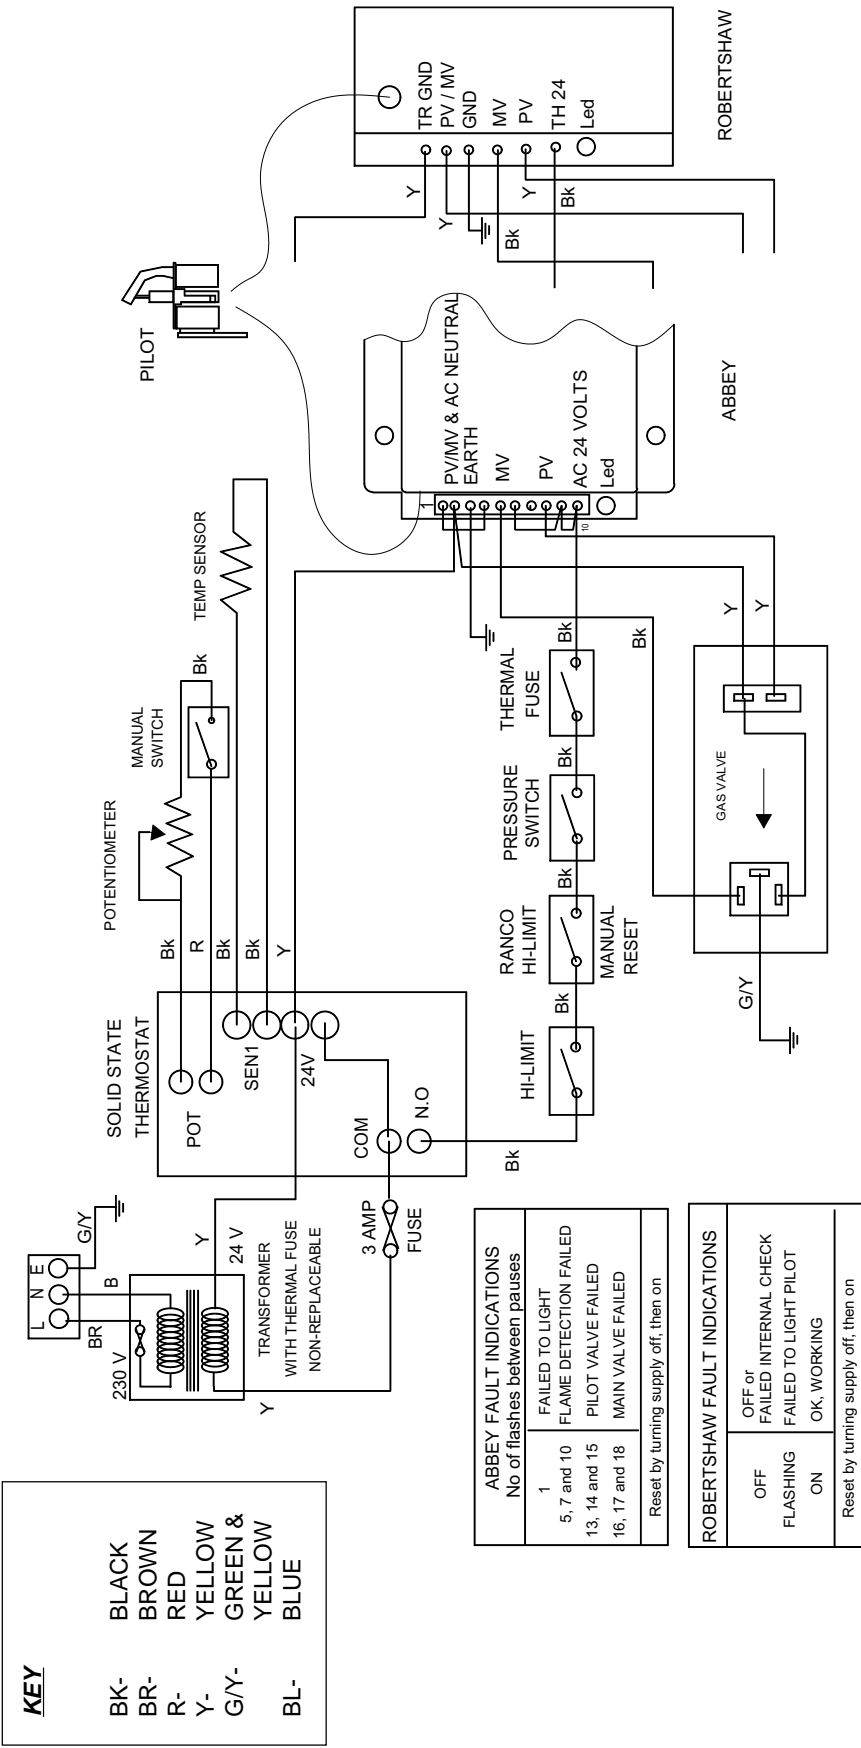 KEY
BK- BLACK
BR- BROWN
R- RED
Y- YELLOW
G/Y- GREEN &
YELLOW
BL- BLUE
L N E
G/Y
BR
B
230 V
Y
24 V
Y
TRANSFORMER
WITH THERMAL FUSE
NON-REPLACEABLE
3 AMP
FUSE
SOLID STATE
THERMOSTAT
POT
SEN1
24V
COM
N.O
Bk
R
Bk
Bk
Y
POTENTIOMETER
MANUAL
SWITCH
Bk
TEMP SENSOR
PILOT
Bk
HI-LIMIT
Bk
RANCO
HI-LIMIT
MANUAL
RESET
Bk
PRESSURE
SWITCH
Bk
THERMAL
FUSE
Bk
Bk
G/Y
GAS VALVE
Y
Y
1
10
PV/MV & AC NEUTRAL
EARTH
MV
PV
AC 24 VOLTS
Led
ABBEY
Y
Y
Bk
Y
Bk
TR GND
PV / MV
GND
MV
PV
TH 24
Led
ROBERTSHAW
ABBEY FAULT INDICATIONS
No of flashes between pauses
1 FAILED TO LIGHT
5, 7 and 10 FLAME DETECTION FAILED
13, 14 and 15 PILOT VALVE FAILED
16, 17 and 18 MAIN VALVE FAILED
Reset by turning supply off, then on
ROBERTSHAW FAULT INDICATIONS
OFF OFF or
FAILED INTERNAL CHECK
FLASHING FAILED TO LIGHT PILOT
ON OK, WORKING
Reset by turning supply off, then on